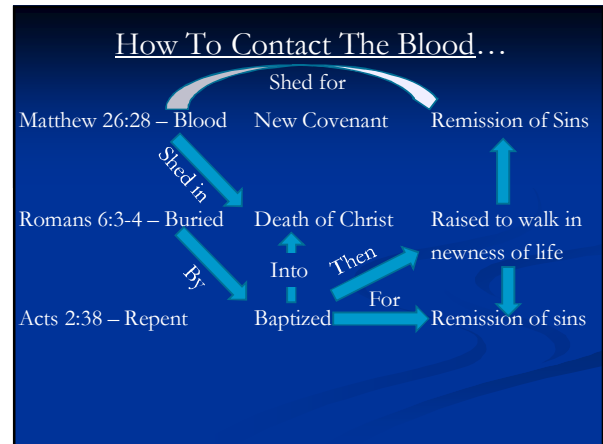 How To Contact The Blood…
Shed for
Matthew 26:28 – Blood New Covenant Remission of Sins
Shed in
Romans 6:3-4 – Buried Death of Christ Raised to walk in
newness of life
By Into Then
For
Acts 2:38 – Repent Baptized Remission of sins